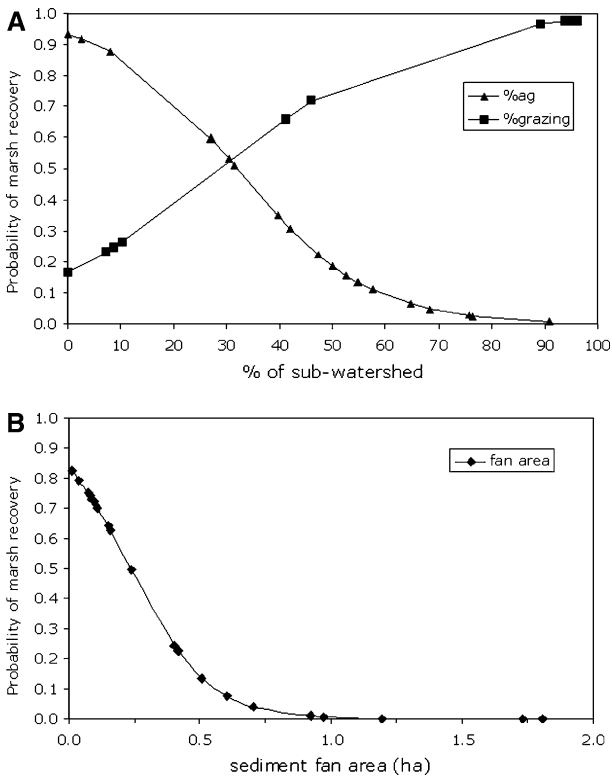 A
Probability of marsh recovery
1.0
0.9
0.8
0.7
0.6
0.5
0.4
0.3
0.2
0.1
0.0
%ag
%grazing
0 10 20 30 40 50 60 70 80 90 100
% of sub-watershed
B
Probability of marsh recovery
1.0
0.9
0.8
0.7
0.6
0.5
0.4
0.3
0.2
0.1
0.0
fan area
0.0 0.5 1.0 1.5 2.0
sediment fan area (ha)